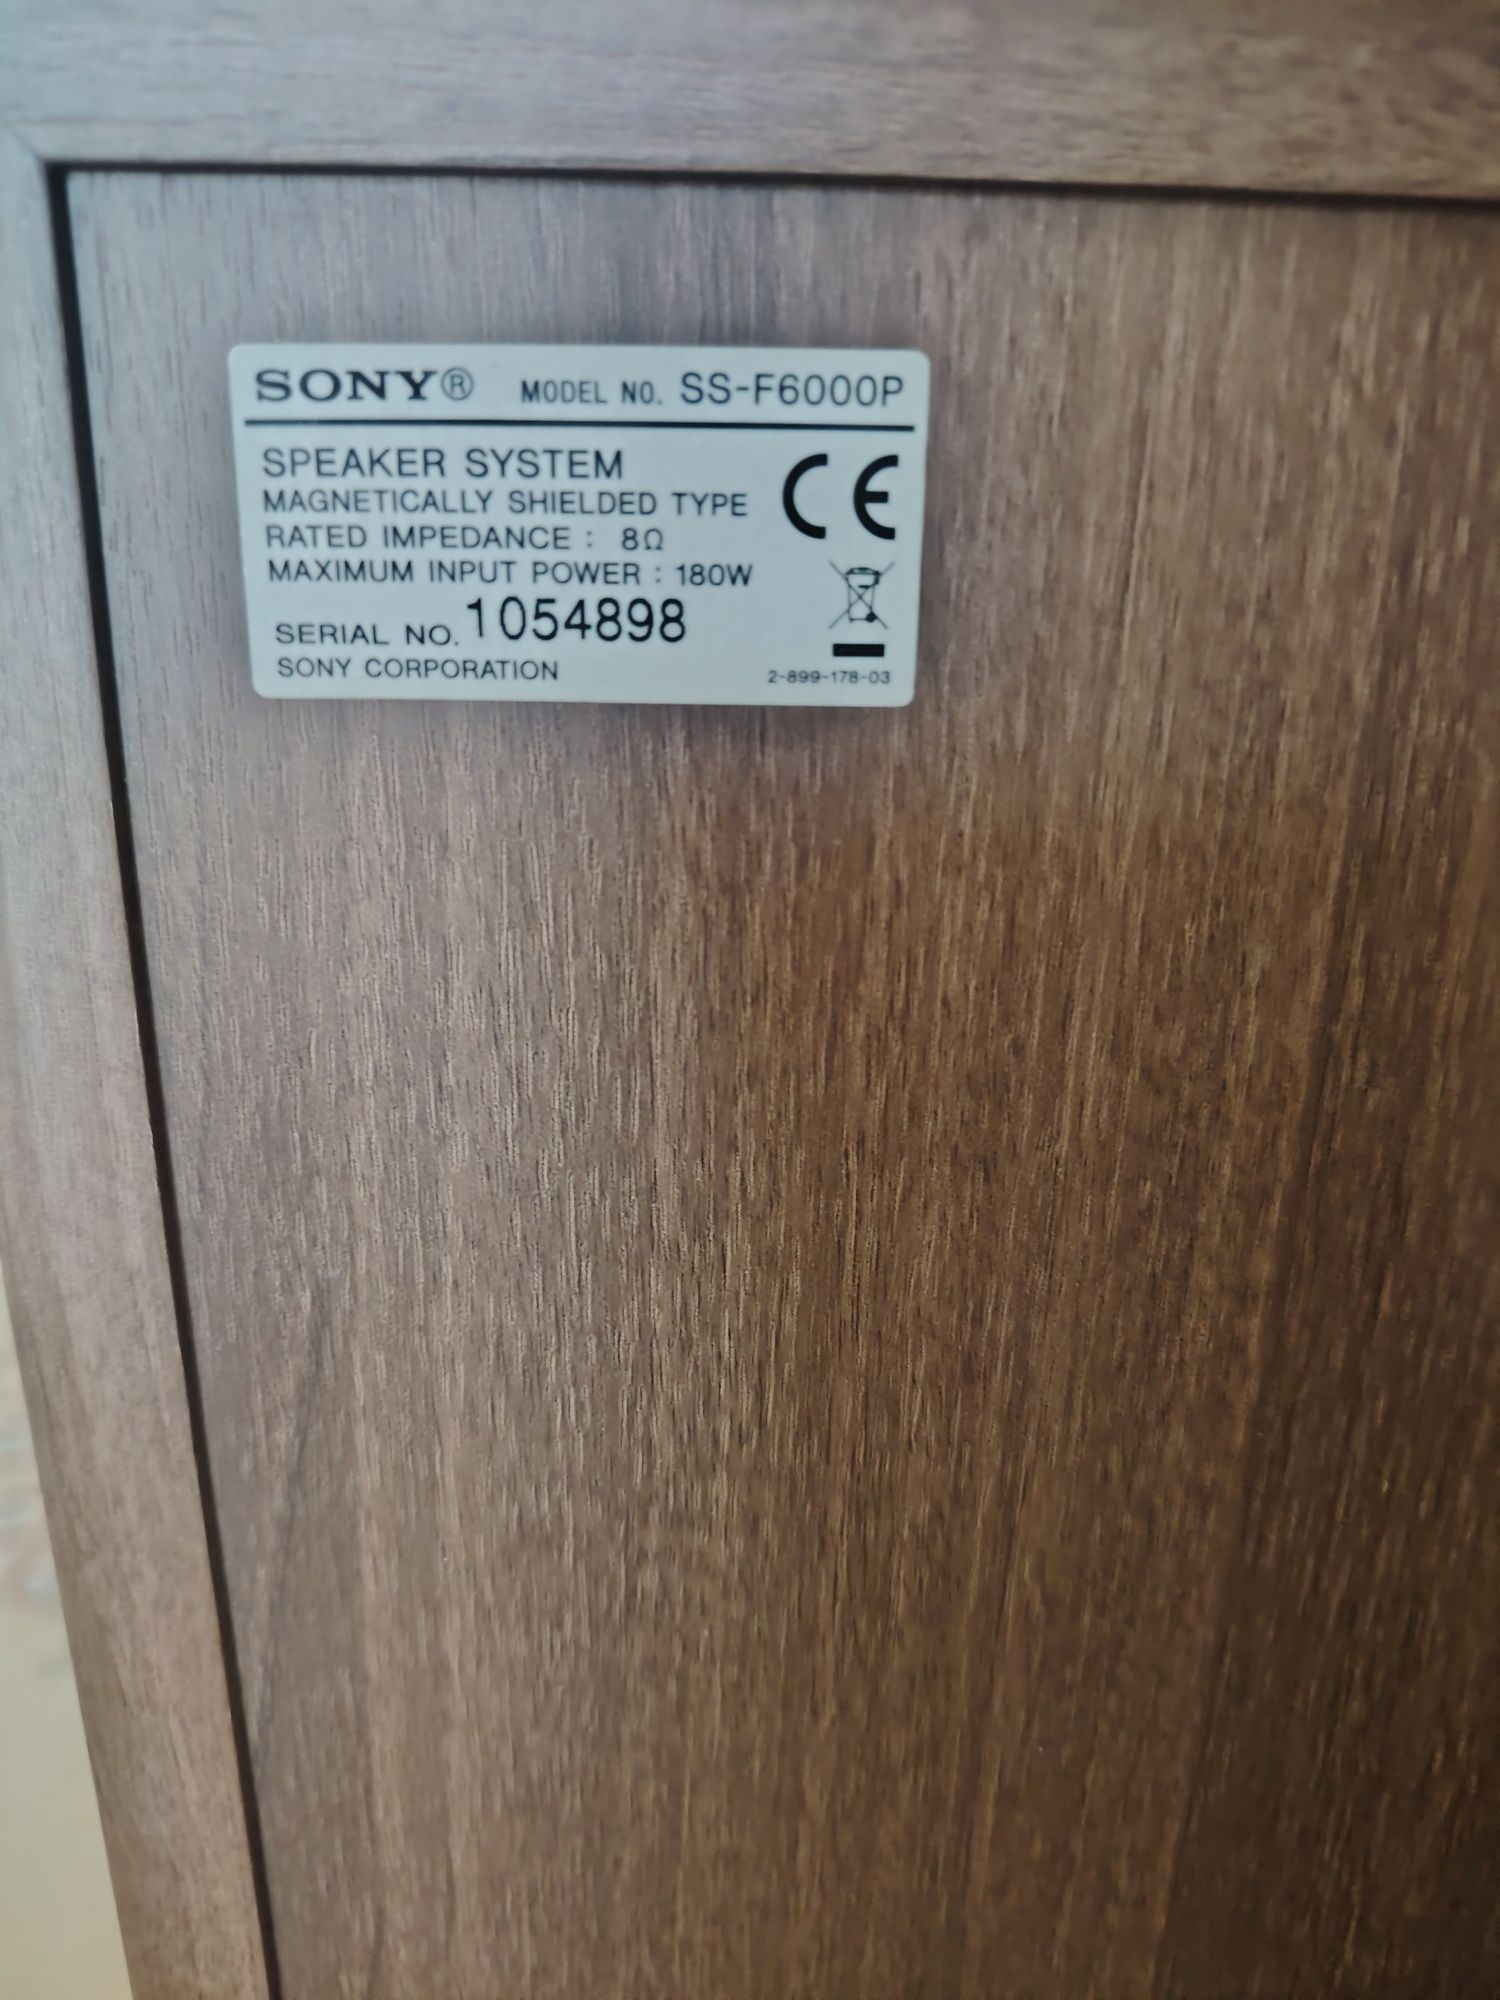 SONY® MODEL NO. SS-F6000P
SPEAKER SYSTEM
MAGNETICALLY SHIELDED TYPE
RATED IMPEDANCE : 8Ω
MAXIMUM INPUT POWER : 180W
SERIAL NO. 1054898
SONY CORPORATION
CE
2-899-178-03